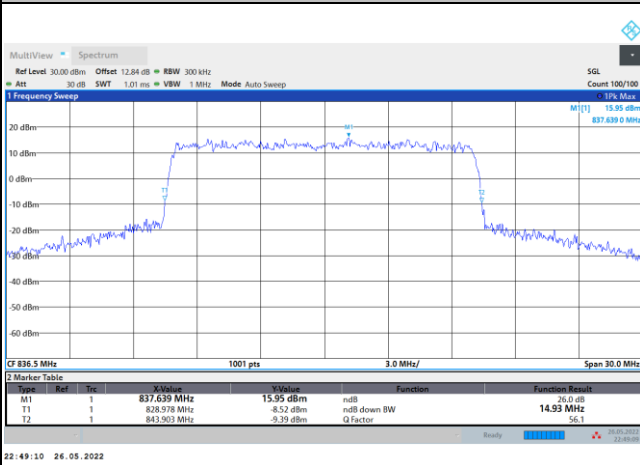 MultiView Spectrum
Ref Level 30.00 dBm Offset 12.84 dB RBW 300 kHz SGL
Att 30 dB SWT 1.01 ms VBW 1 MHz Mode Auto Sweep Count 100/100
1 Frequency Sweep 1Pk Max
M1[1] 15.95 dBm
837.639 0 MHz
M1
20 dBm
10 dBm
0 dBm
T1
T2
-10 dBm
-20 dBm
-30 dBm
-40 dBm
-50 dBm
-60 dBm
CF 836.5 MHz 1001 pts 3.0 MHz/ Span 30.0 MHz
2 Marker Table
Type Ref Trc X-Value Y-Value Function Function Result
M1 1 837.639 MHz 15.95 dBm ndB 26.0 dB
T1 1 828.978 MHz -8.52 dBm ndB down BW 14.93 MHz
T2 1 843.903 MHz -9.39 dBm Q Factor 56.1
Ready 26.05.2022
22:49:09
22:49:10 26.05.2022